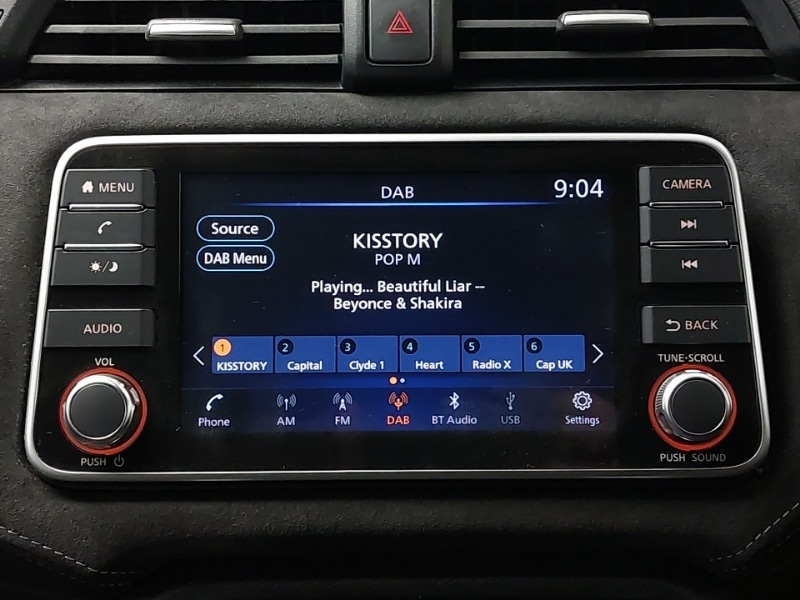 MENU
AUDIO
VOL
PUSH
DAB
9:04
Source
DAB Menu
KISSTORY
POP M
Playing... Beautiful Liar --
Beyonce & Shakira
1 KISSTORY
2 Capital
3 Clyde 1
4 Heart
5 Radio X
6 Cap UK
Phone
AM
FM
DAB
BT Audio
USB
Settings
CAMERA
BACK
TUNE·SCROLL
PUSH SOUND